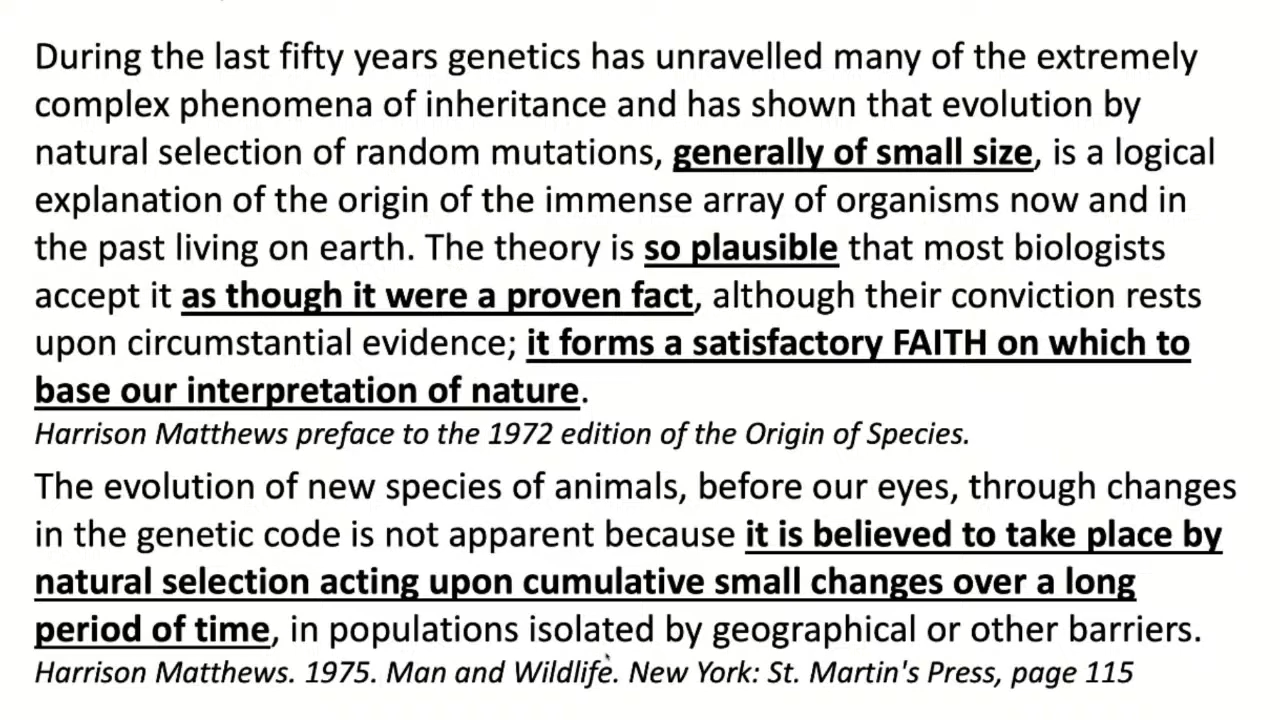 During the last fifty years genetics has unravelled many of the extremely
complex phenomena of inheritance and has shown that evolution by
natural selection of random mutations, generally of small size, is a logical
explanation of the origin of the immense array of organisms now and in
the past living on earth. The theory is so plausible that most biologists
accept it as though it were a proven fact, although their conviction rests
upon circumstantial evidence; it forms a satisfactory FAITH on which to
base our interpretation of nature.
Harrison Matthews preface to the 1972 edition of the Origin of Species.
The evolution of new species of animals, before our eyes, through changes
in the genetic code is not apparent because it is believed to take place by
natural selection acting upon cumulative small changes over a long
period of time, in populations isolated by geographical or other barriers.
Harrison Matthews. 1975. Man and Wildlife. New York: St. Martin's Press, page 115